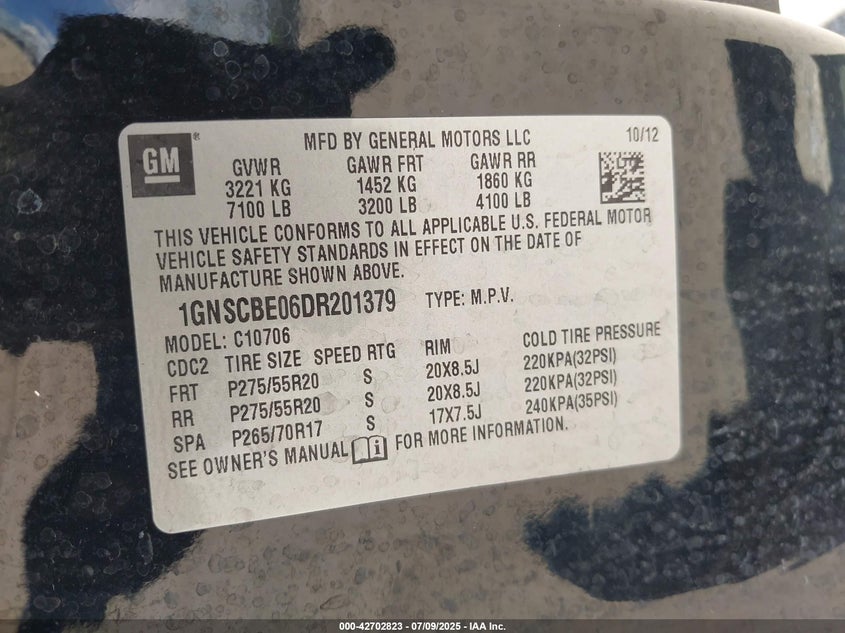 GM®
MFD BY GENERAL MOTORS LLC 10/12
GVWR GAWR FRT GAWR RR
3221 KG 1452 KG 1860 KG
7100 LB 3200 LB 4100 LB
THIS VEHICLE CONFORMS TO ALL APPLICABLE U.S. FEDERAL MOTOR
VEHICLE SAFETY STANDARDS IN EFFECT ON THE DATE OF
MANUFACTURE SHOWN ABOVE.
1GNSCBE06DR201379 TYPE: M.P.V.
MODEL: C10706
CDC2 TIRE SIZE SPEED RTG RIM COLD TIRE PRESSURE
FRT P275/55R20 S 20X8.5J 220KPA(32PSI)
RR P275/55R20 S 20X8.5J 220KPA(32PSI)
SPA P265/70R17 S 17X7.5J 240KPA(35PSI)
SEE OWNER'S MANUAL FOR MORE INFORMATION.
000-42702823 - 07/09/2025 - IAA Inc.